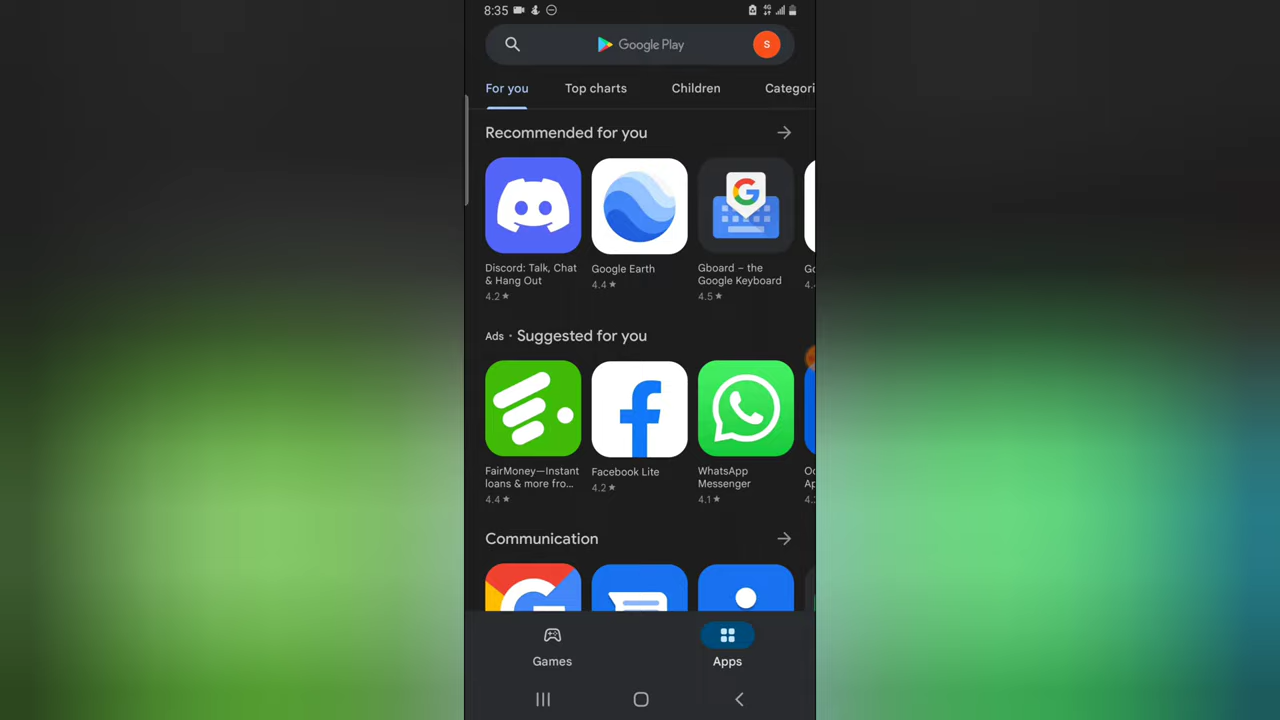 8:35
4G
Google Play
S
For you
Top charts
Children
Categori
Recommended for you
Discord: Talk, Chat
& Hang Out
4.2★
Google Earth
4.4★
Gboard – the
Google Keyboard
4.5★
Ads · Suggested for you
FairMoney—Instant
loans & more fro...
4.4★
Facebook Lite
4.2★
WhatsApp
Messenger
4.1★
Communication
Games
Apps